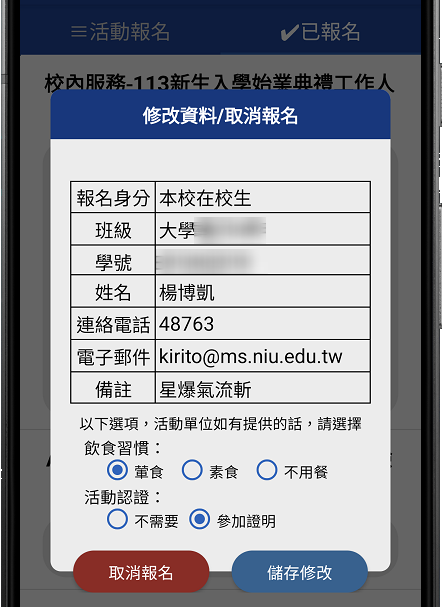 三活動報名
✔已報名
校內服務-113新生入學始業典禮工作人
修改資料/取消報名
報名身分 本校在校生
班級 大學
學號
姓名 楊博凱
連絡電話 48763
電子郵件 kirito@ms.niu.edu.tw
備註 星爆氣流斬
以下選項，活動單位如有提供的話，請選擇
飲食習慣：
葷食 素食 不用餐
活動認證：
不需要 參加證明
取消報名 儲存修改